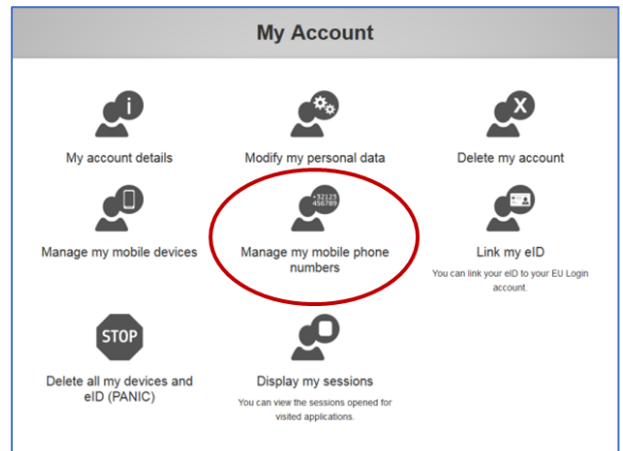 My Account
i
X
My account details
Modify my personal data
Delete my account
+32123
456789
Manage my mobile devices
Manage my mobile phone
numbers
Link my eID
You can link your eID to your EU Login
account.
STOP
Delete all my devices and
eID (PANIC)
Display my sessions
You can view the sessions opened for
visited applications.